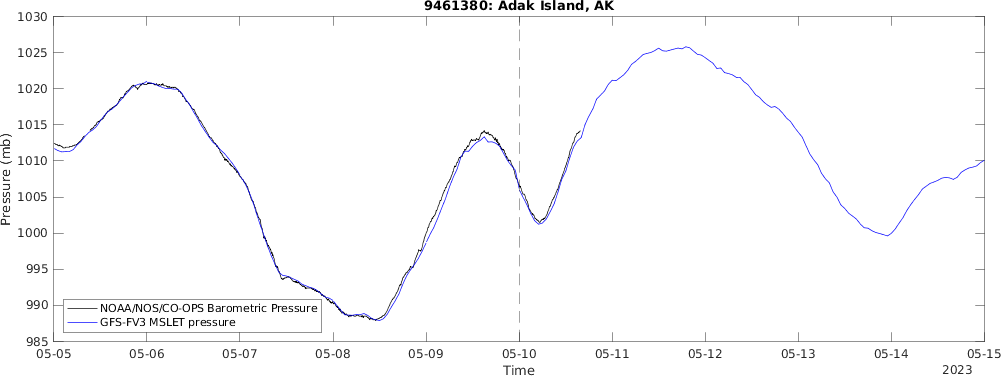 9461380: Adak Island, AK
1030
1025
1020
1015
1010
1005
1000
995
990
985
Pressure (mb)
NOAA/NOS/CO-OPS Barometric Pressure
GFS-FV3 MSLET pressure
05-05 05-06 05-07 05-08 05-09 05-10 05-11 05-12 05-13 05-14 05-15
Time
2023